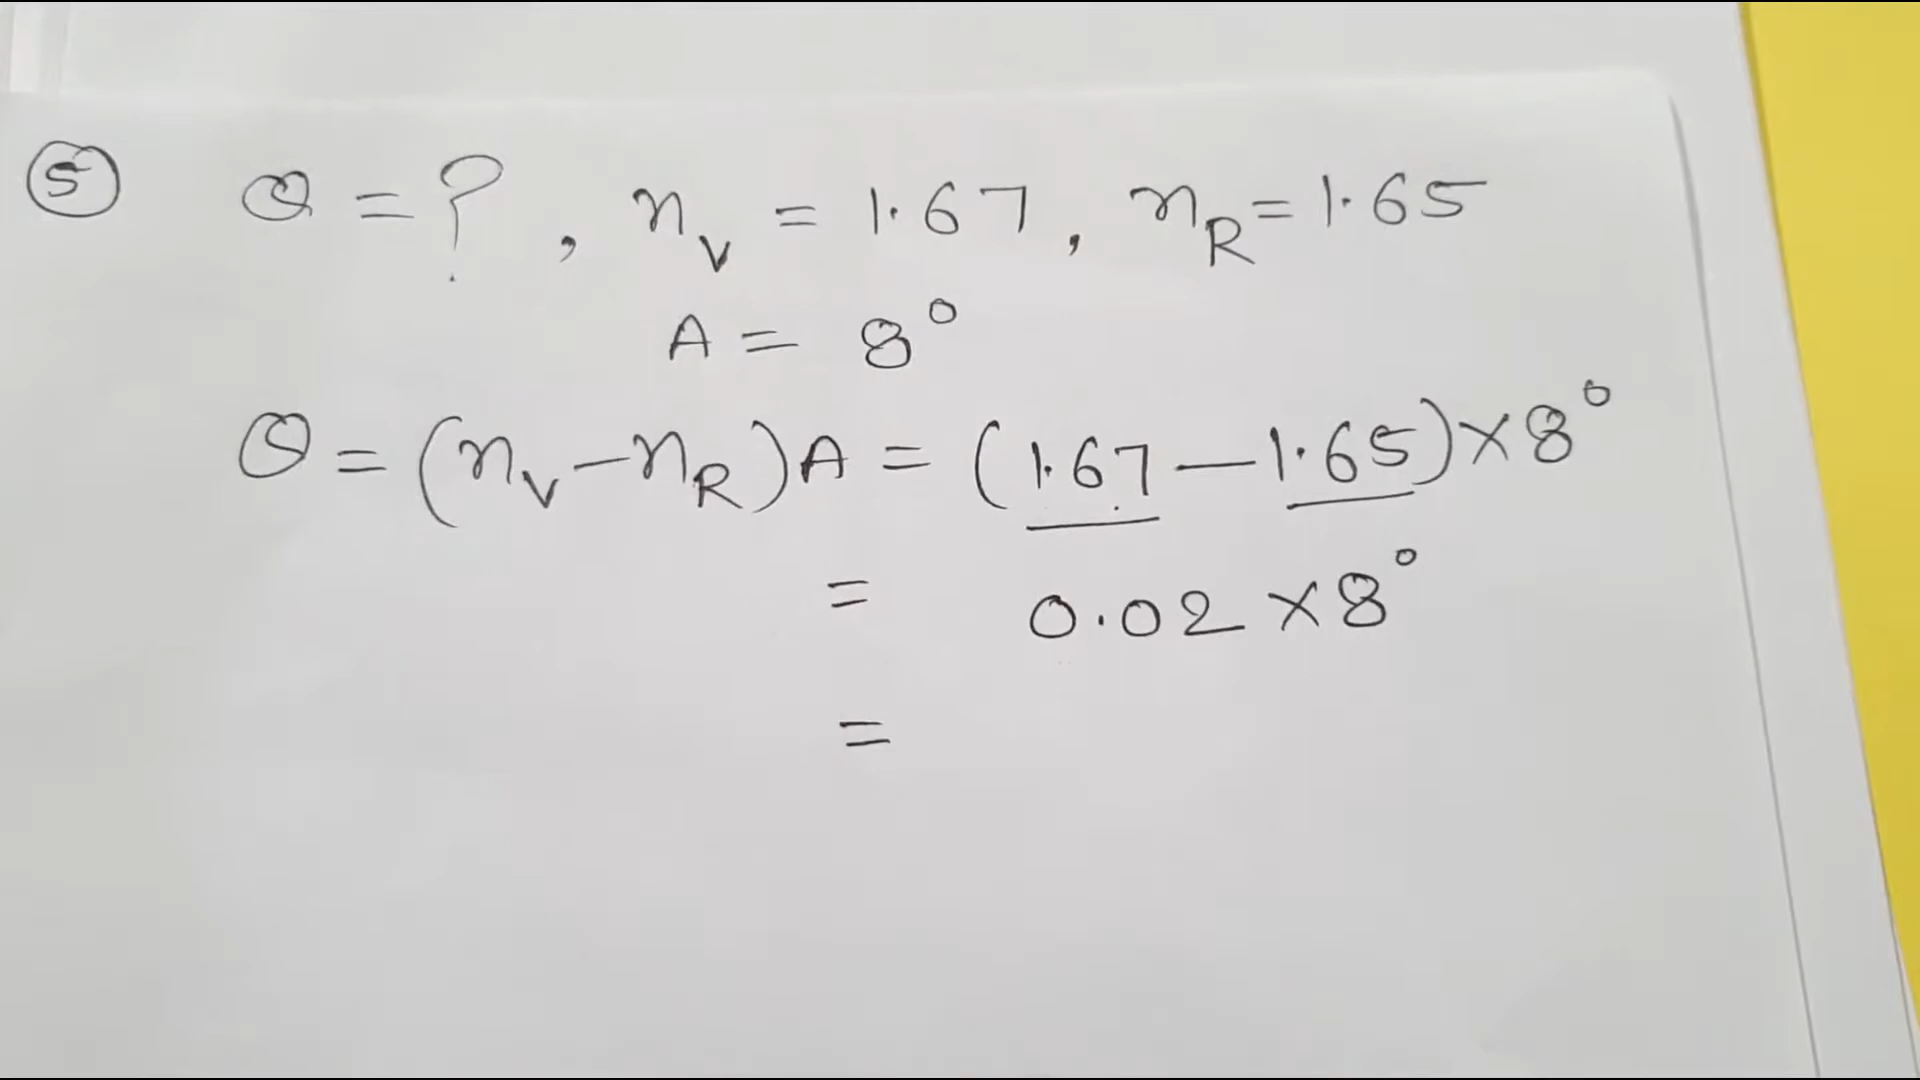 ⑤ θ = ? , n_V = 1.67, n_R = 1.65
A = 8°
θ = (n_V - n_R)A = (1.67 - 1.65) × 8°
= 0.02 × 8°
=